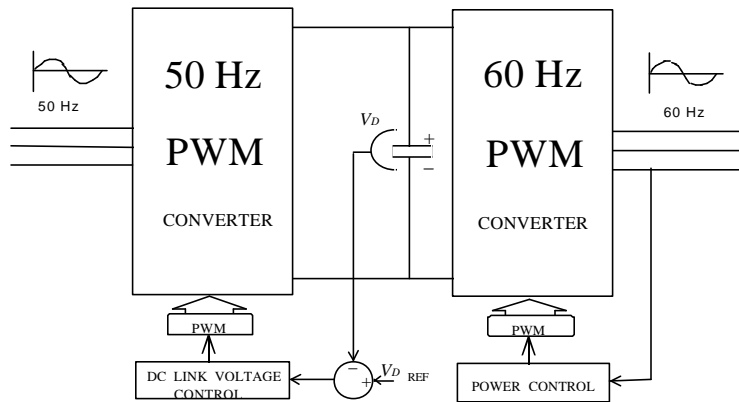 50 Hz
50 Hz
PWM
CONVERTER
PWM
DC LINK VOLTAGE
CONTROL
V_D
+
−
−
+
V_D REF
60 Hz
PWM
CONVERTER
PWM
POWER CONTROL
60 Hz